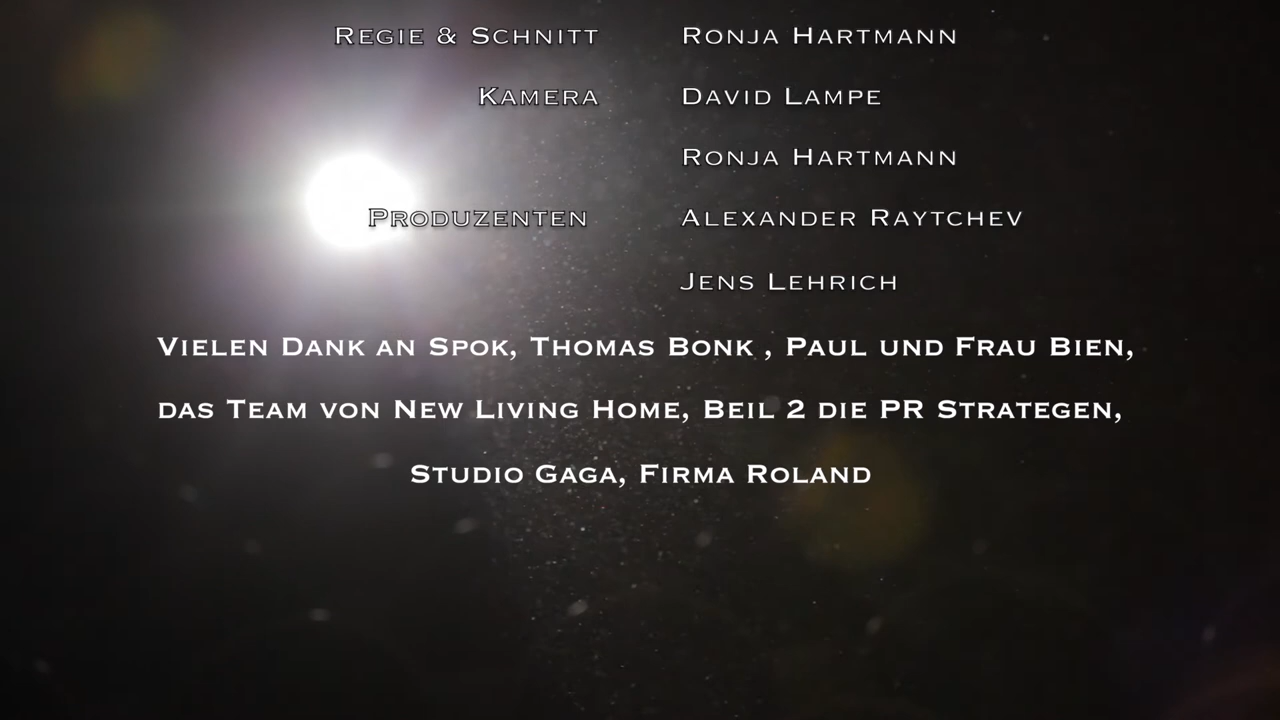 Regie & Schnitt Ronja Hartmann
Kamera David Lampe
Ronja Hartmann
Produzenten Alexander Raytchev
Jens Lehrich
Vielen Dank an Spok, Thomas Bonk , Paul und Frau Bien,
das Team von New Living Home, Beil 2 die PR Strategen,
Studio Gaga, Firma Roland